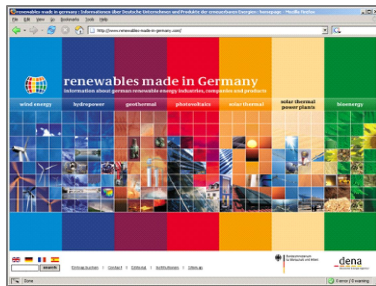 renewables made in Germany : Informationen über Deutsche Unternehmen und Produkte der erneuerbaren Energien: homepage - Mozilla Firefox
File Edit View Go Bookmarks Tools Help
http://www.renewables-made-in-germany.com/
renewables made in Germany
information about german renewable energy industries, companies and products
wind energy hydropower geothermal photovoltaics solar thermal solar thermal power plants bioenergy
search
contact
sitemap
dena
Done